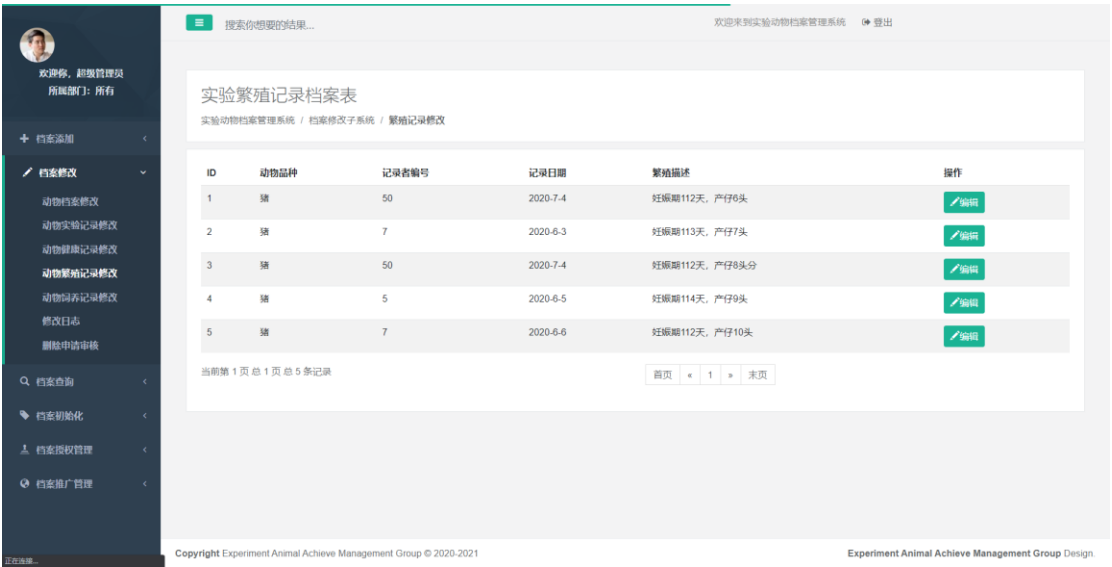 搜索你想要的结果...
欢迎来到实验动物档案管理系统 登出
欢迎你，超级管理员
所属部门：所有
档案添加
档案修改
动物档案修改
动物实验记录修改
动物健康记录修改
动物繁殖记录修改
动物饲养记录修改
修改日志
删除申请审核
档案查询
档案初始化
档案授权管理
档案推广管理
正在连接...
实验繁殖记录档案表
实验动物档案管理系统 / 档案修改子系统 / 繁殖记录修改
ID 动物品种 记录者编号 记录日期 繁殖描述 操作
1 猪 50 2020-7-4 妊娠期112天，产仔6头 编辑
2 猪 7 2020-6-3 妊娠期113天，产仔7头 编辑
3 猪 50 2020-7-4 妊娠期112天，产仔8头分 编辑
4 猪 5 2020-6-5 妊娠期114天，产仔9头 编辑
5 猪 7 2020-6-6 妊娠期112天，产仔10头 编辑
当前第 1 页 总 1 页 总 5 条记录 首页 « 1 » 末页
Copyright Experiment Animal Achieve Management Group © 2020-2021
Experiment Animal Achieve Management Group Design.